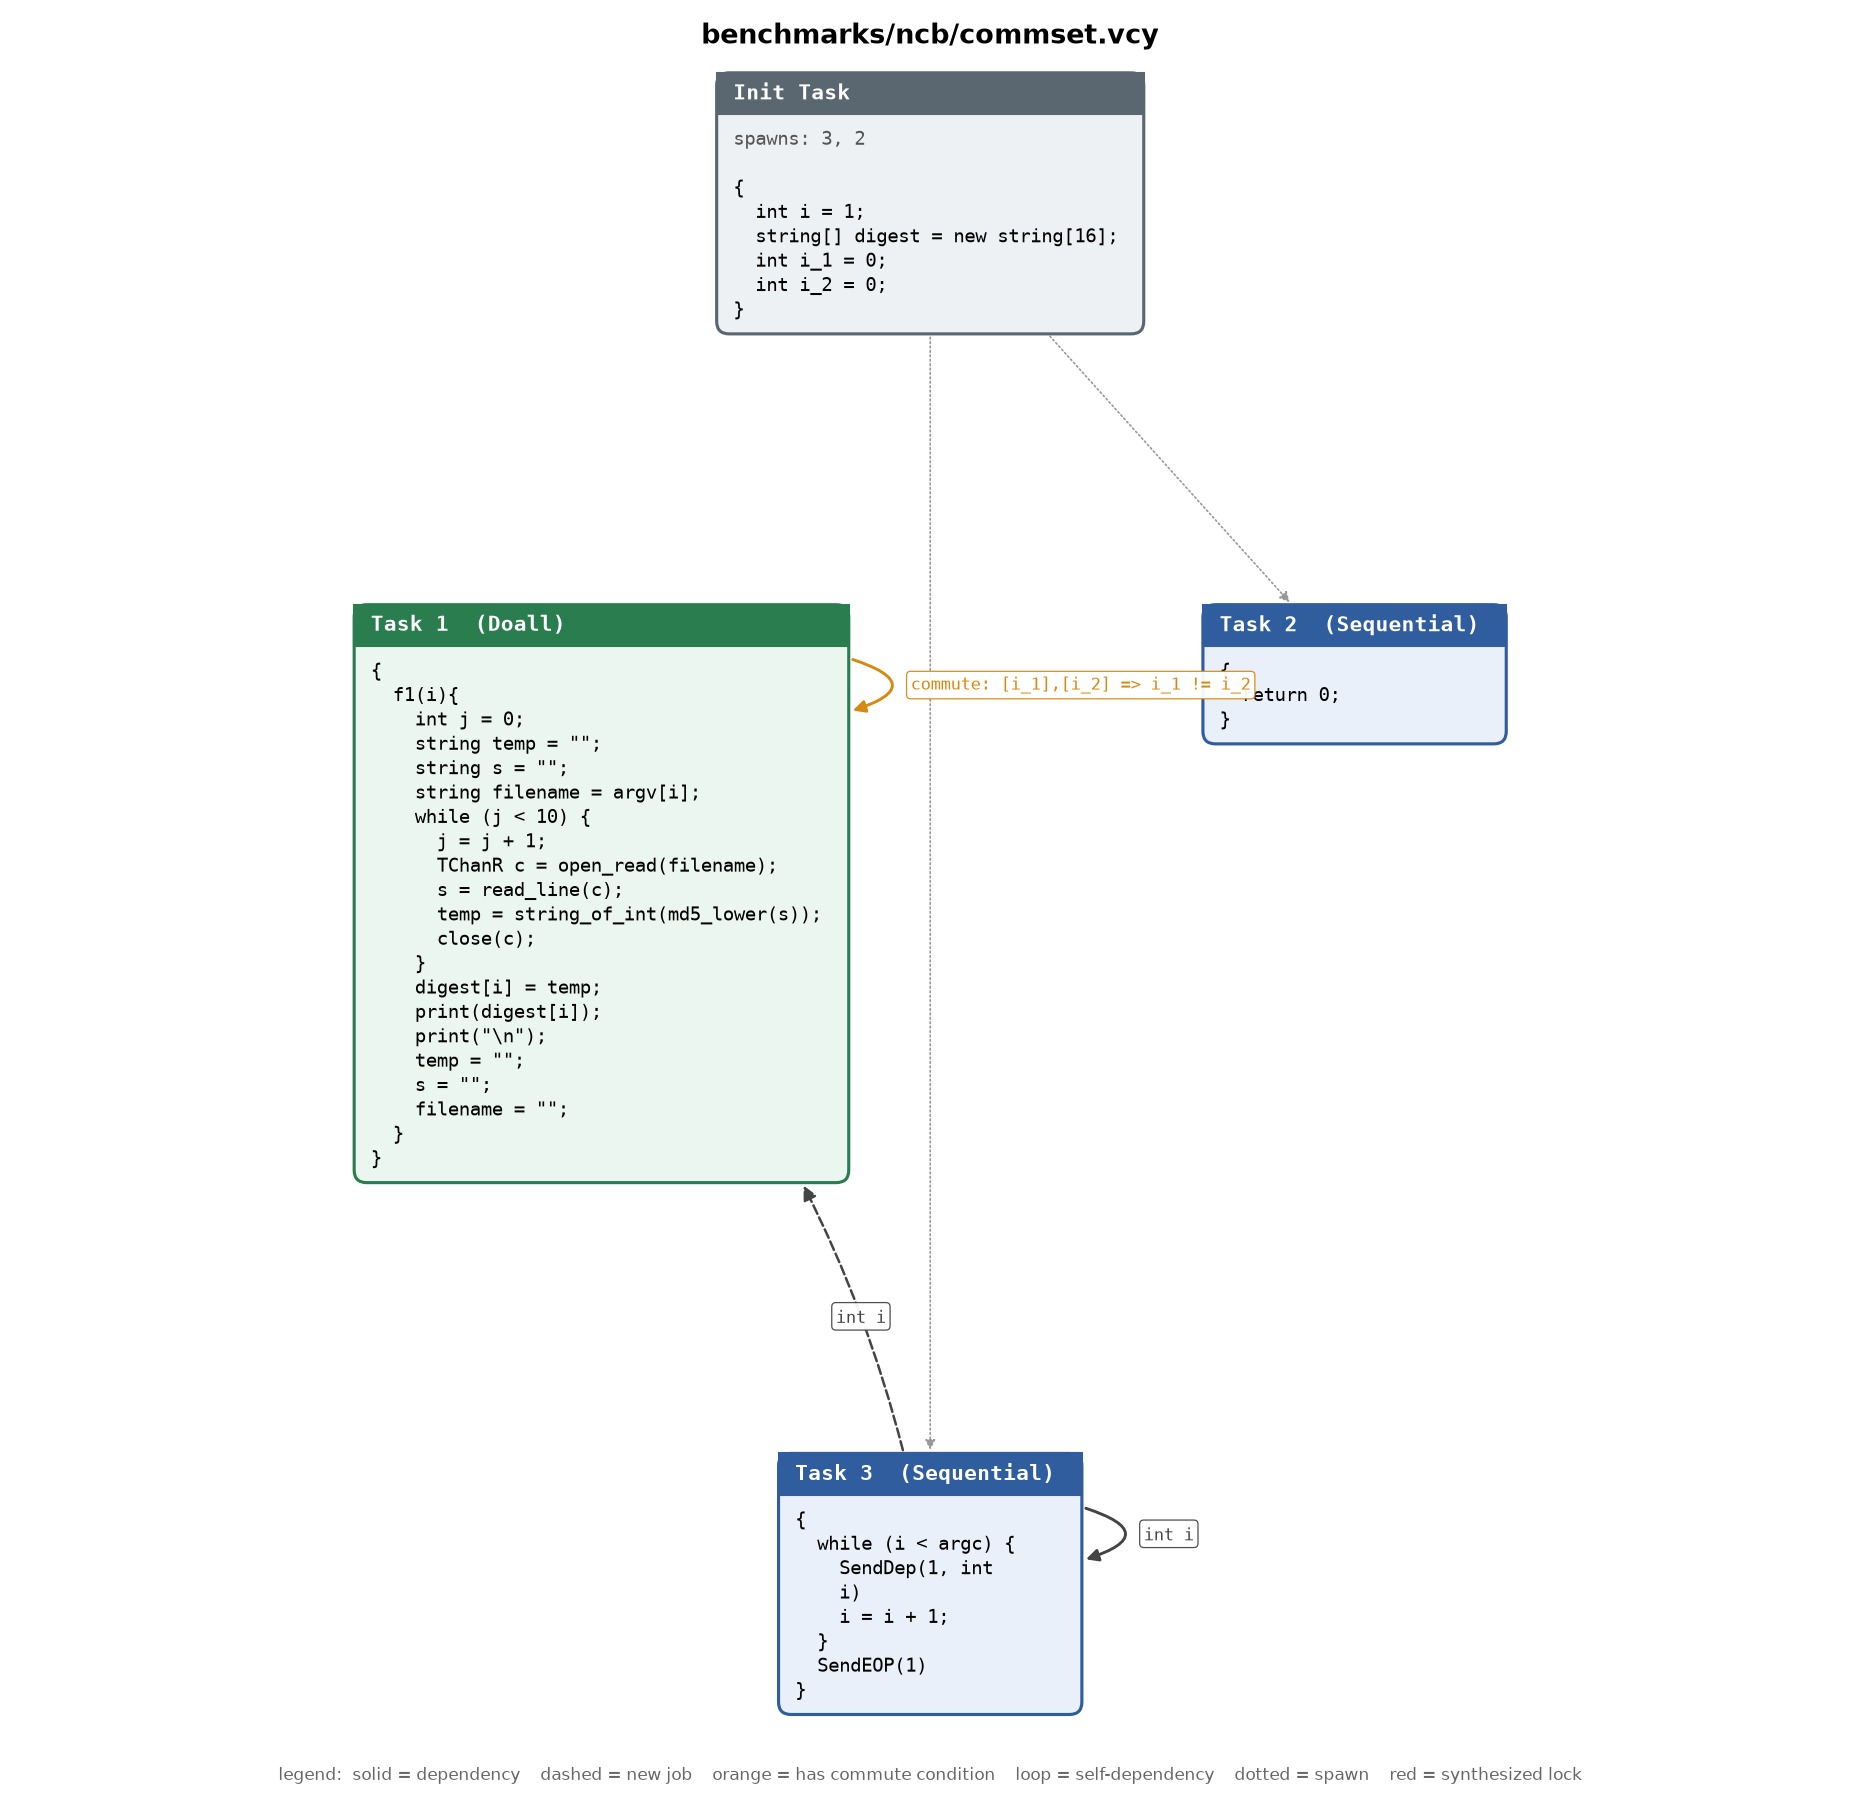 benchmarks/ncb/commset.vcy
Init Task
spawns: 3, 2
{
  int i = 1;
  string[] digest = new string[16];
  int i_1 = 0;
  int i_2 = 0;
}
Task 1  (Doall)
{
  f1(i){
    int j = 0;
    string temp = "";
    string s = "";
    string filename = argv[i];
    while (j < 10) {
      j = j + 1;
      TChanR c = open_read(filename);
      s = read_line(c);
      temp = string_of_int(md5_lower(s));
      close(c);
    }
    digest[i] = temp;
    print(digest[i]);
    print("\n");
    temp = "";
    s = "";
    filename = "";
  }
}
commute: [i_1],[i_2] => i_1 != i_2
Task 2  (Sequential)
{
  return 0;
}
int i
Task 3  (Sequential)
{
  while (i < argc) {
    SendDep(1, int
    i)
    i = i + 1;
  }
  SendEOP(1)
}
int i
legend:  solid = dependency    dashed = new job    orange = has commute condition    loop = self-dependency    dotted = spawn    red = synthesized lock